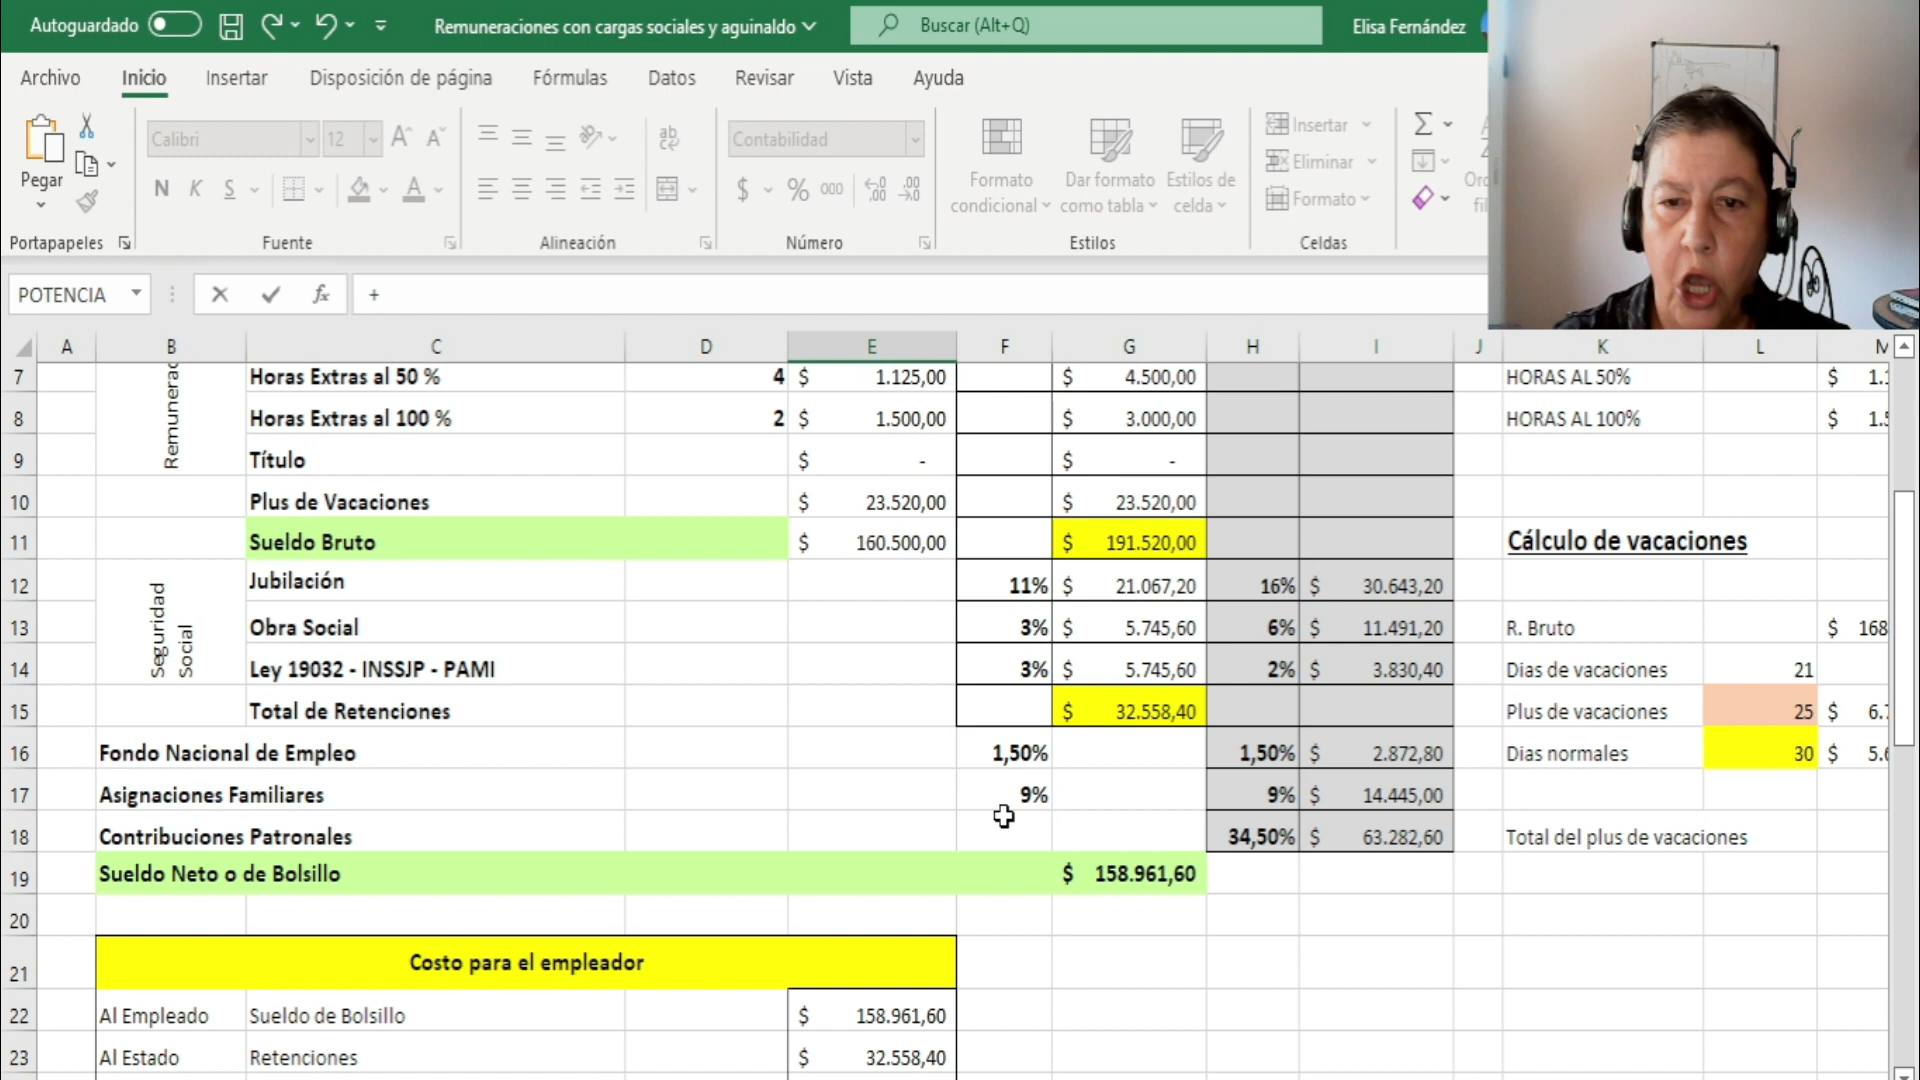 Autoguardado
Remuneraciones con cargas sociales y aguinaldo
Buscar (Alt+Q)
Elisa Fernández
Archivo Inicio Insertar Disposición de página Fórmulas Datos Revisar Vista Ayuda
Pegar
Calibri 12
N K S
ab
Contabilidad
$ % 000
Formato condicional
Dar formato como tabla
Estilos de celda
Insertar
Eliminar
Formato
Portapapeles Fuente Alineación Número Estilos Celdas
POTENCIA fx +
A B C D E F G H I J K L M
7 Horas Extras al 50 % 4 $ 1.125,00 $ 4.500,00 HORAS AL 50% $
8 Horas Extras al 100 % 2 $ 1.500,00 $ 3.000,00 HORAS AL 100% $
9 Título $ - $ -
10 Plus de Vacaciones $ 23.520,00 $ 23.520,00
11 Sueldo Bruto $ 160.500,00 $ 191.520,00 Cálculo de vacaciones
Seguridad Social
12 Jubilación 11% $ 21.067,20 16% $ 30.643,20
13 Obra Social 3% $ 5.745,60 6% $ 11.491,20 R. Bruto $ 168
14 Ley 19032 - INSSJP - PAMI 3% $ 5.745,60 2% $ 3.830,40 Dias de vacaciones 21
15 Total de Retenciones $ 32.558,40 Plus de vacaciones 25 $
16 Fondo Nacional de Empleo 1,50% 1,50% $ 2.872,80 Dias normales 30 $
17 Asignaciones Familiares 9% 9% $ 14.445,00
18 Contribuciones Patronales 34,50% $ 63.282,60 Total del plus de vacaciones
19 Sueldo Neto o de Bolsillo $ 158.961,60
20
21 Costo para el empleador
22 Al Empleado Sueldo de Bolsillo $ 158.961,60
23 Al Estado Retenciones $ 32.558,40